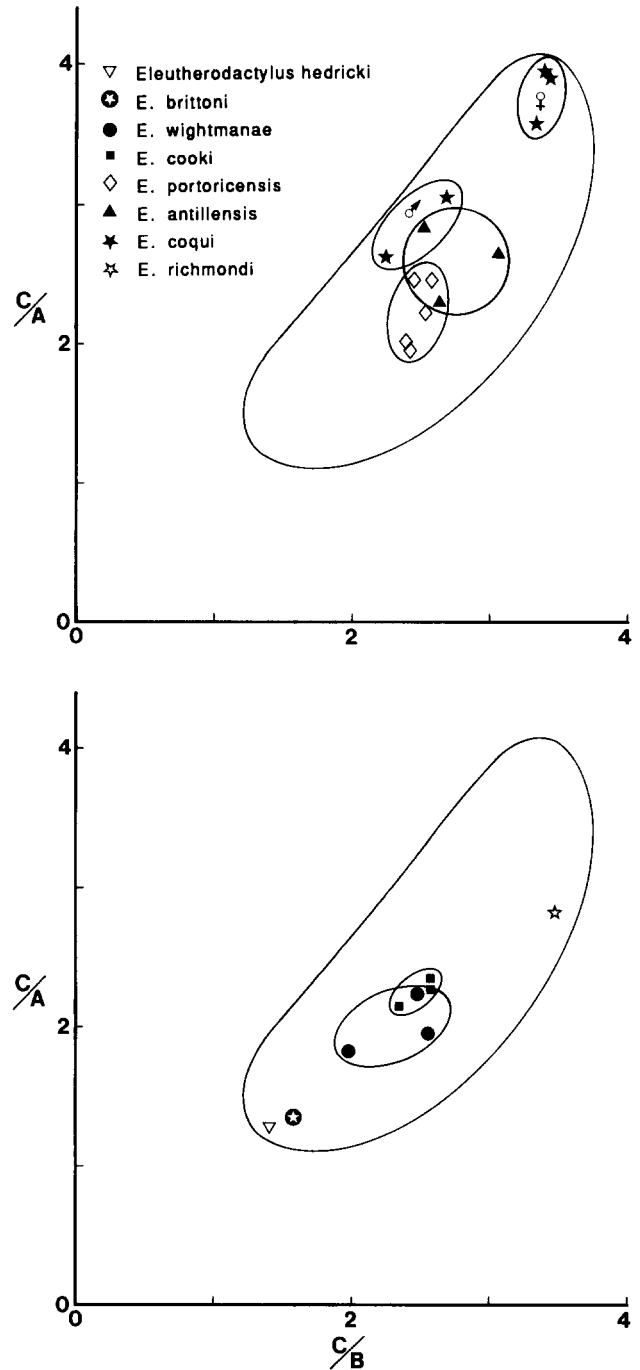 4
Eleutherodactylus hedricki
E. brittoni
E. wightmanae
E. cooki
E. portoricensis
E. antillensis
E. coqui
E. richmondi
♀
♂
C/A
2
0
0 2 4
4
C/A
2
0
0 2 4
C/B